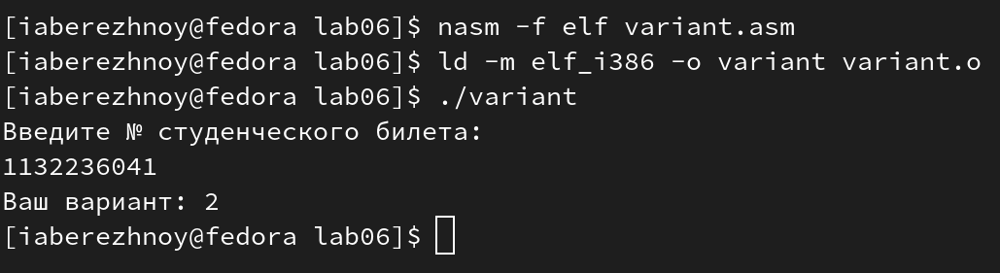 [iaberezhnoy@fedora lab06]$ nasm -f elf variant.asm
[iaberezhnoy@fedora lab06]$ ld -m elf_i386 -o variant variant.o
[iaberezhnoy@fedora lab06]$ ./variant
Введите № студенческого билета:
1132236041
Ваш вариант: 2
[iaberezhnoy@fedora lab06]$